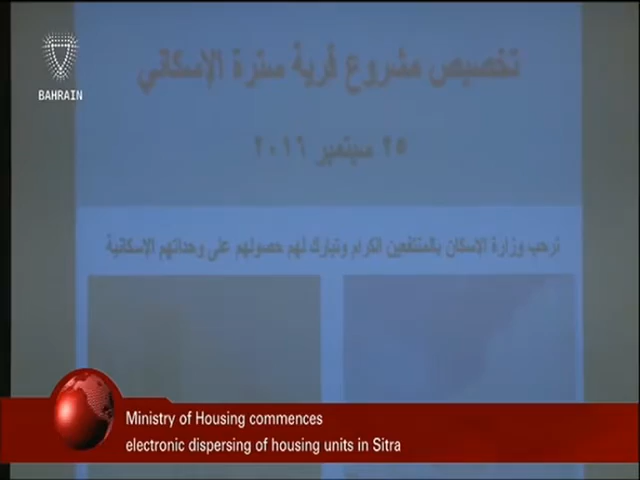 BAHRAIN
تخصيص مشروع قرية سترة الإسكاني
٢٥ سبتمبر ٢٠١٦
ترحب وزارة الإسكان بالمنتفعين الكرام وتبارك لهم حصولهم على وحداتهم الإسكانية
Ministry of Housing commences
electronic dispersing of housing units in Sitra